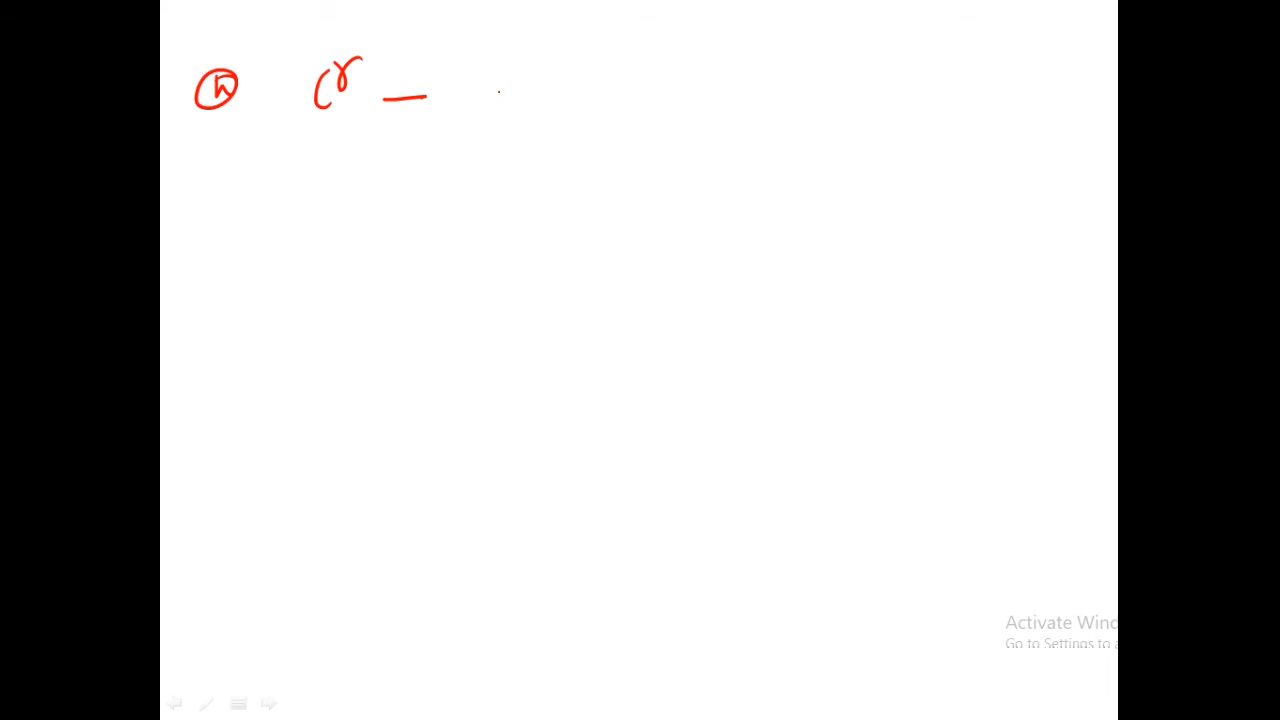 Cr —
Activate Wind
Go to Settings to a